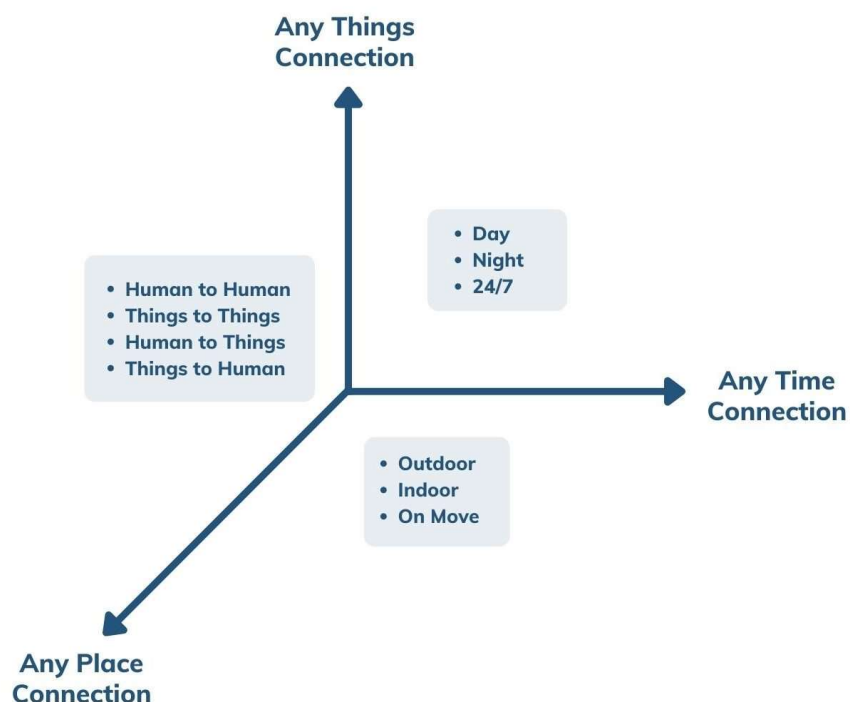 Any Things
Connection
• Day
• Night
• 24/7
• Human to Human
• Things to Things
• Human to Things
• Things to Human
Any Time
Connection
• Outdoor
• Indoor
• On Move
Any Place
Connection